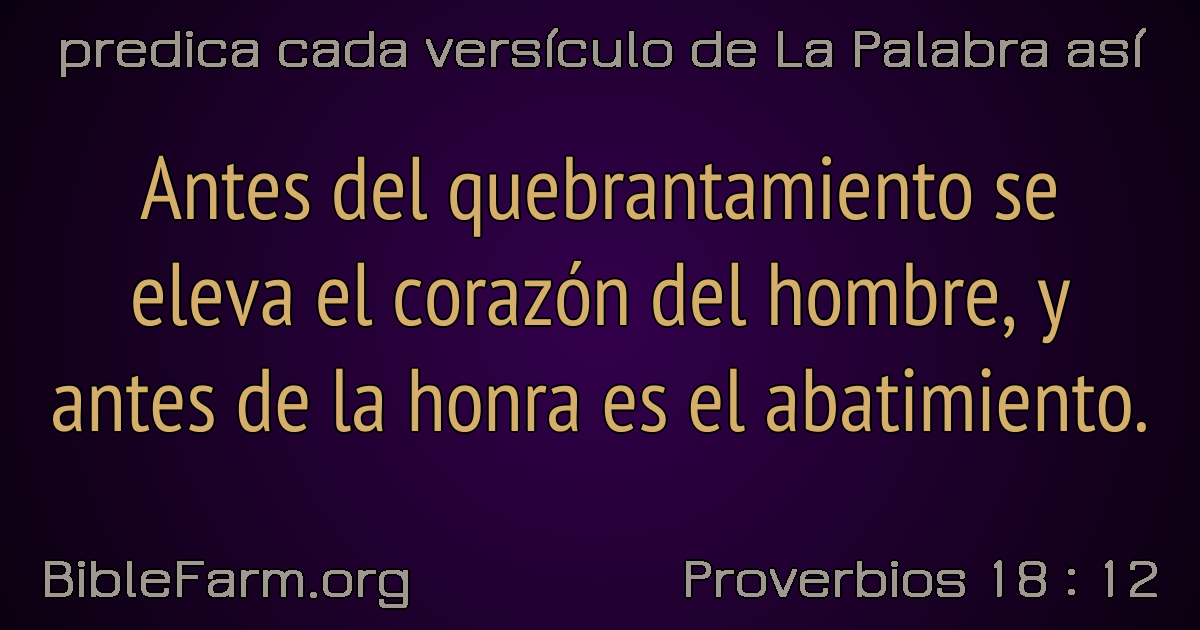 predica cada versículo de La Palabra así
Antes del quebrantamiento se
eleva el corazón del hombre, y
antes de la honra es el abatimiento.
BibleFarm.org
Proverbios 18 : 12